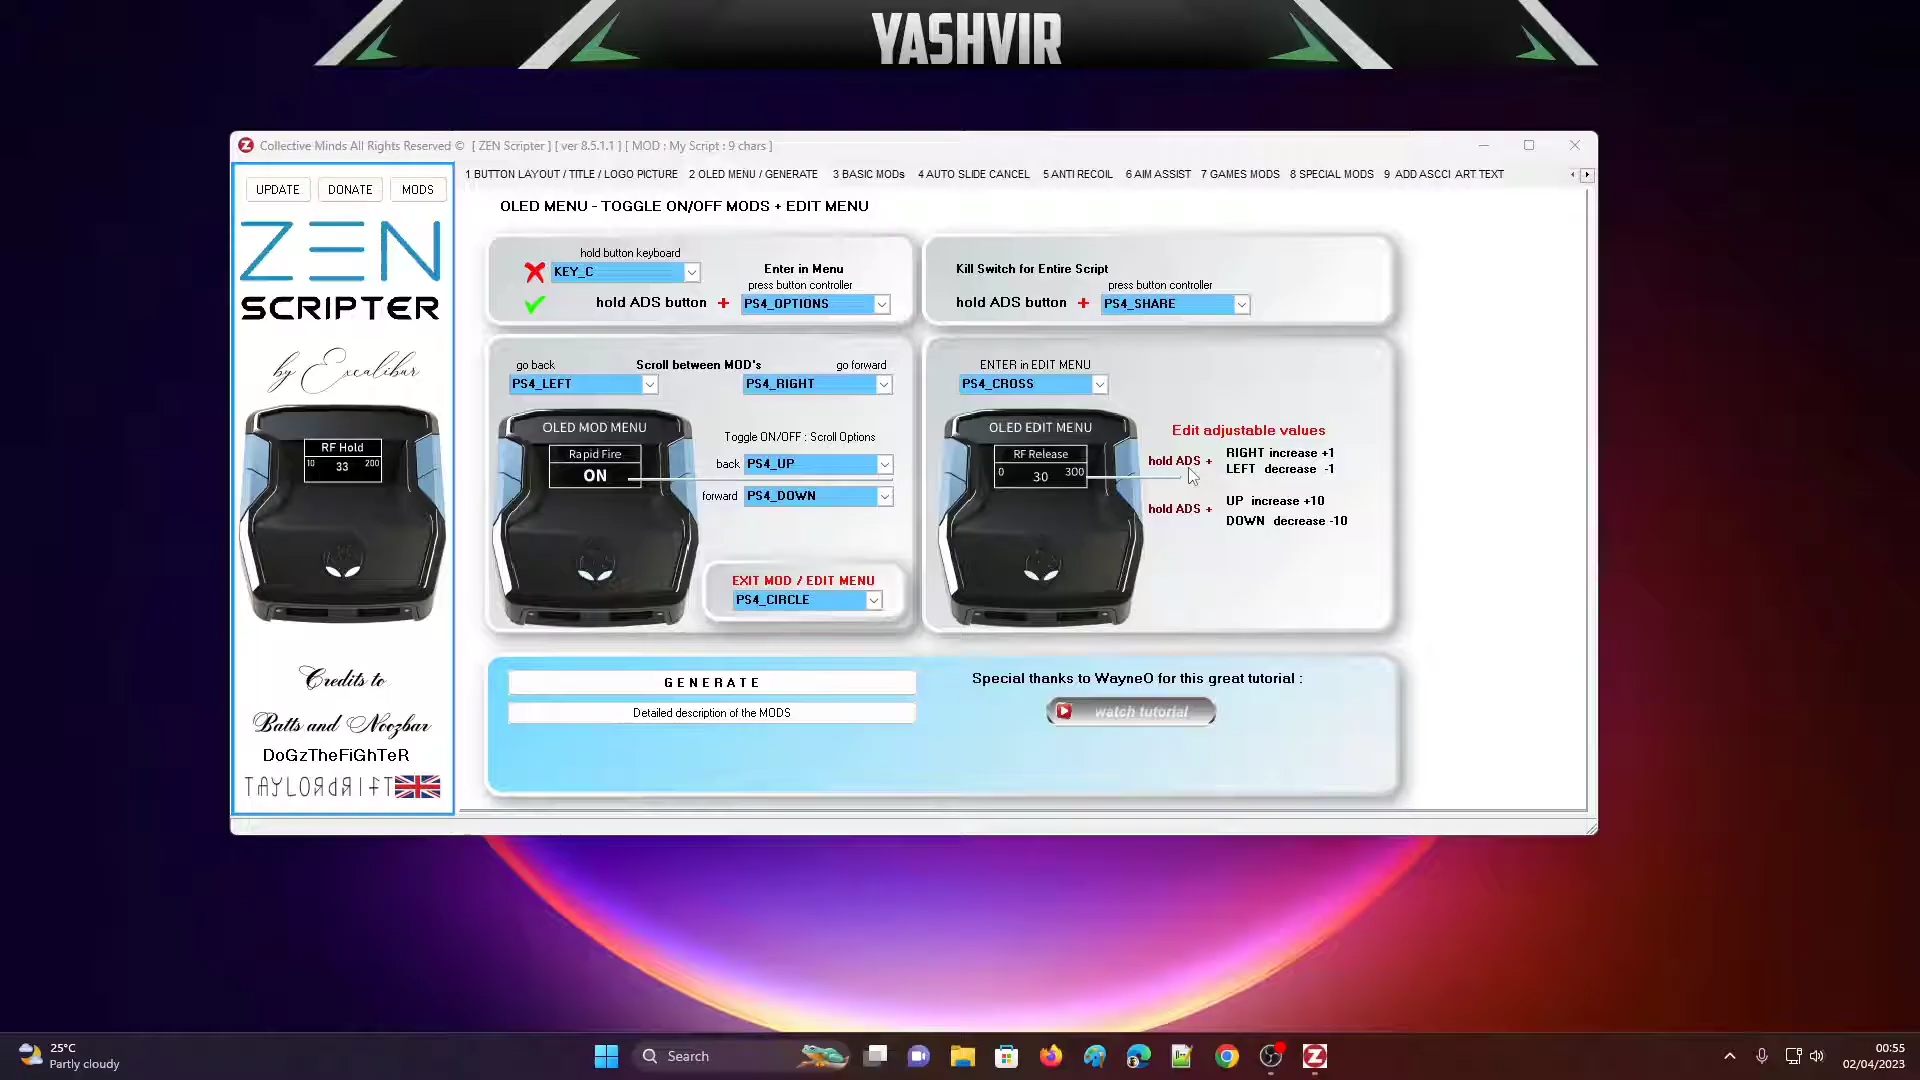 YASHVIR
Collective Minds All Rights Reserved © [ ZEN Scripter ] [ ver 8.5.1.1 ] [ MOD : My Script : 9 chars ]
UPDATE DONATE MODS
1 BUTTON LAYOUT / TITLE / LOGO PICTURE 2 OLED MENU / GENERATE 3 BASIC MODs 4 AUTO SLIDE CANCEL 5 ANTI RECOIL 6 AIM ASSIST 7 GAMES MOD 8 SPECIAL MODS 9 ADD ASCCI ART TEXT
ZEN
SCRIPTER
by Excalibur
RF Hold
10 33 200
Credits to
Batts and Noozbar
DoGzTheFiGhTeR
TAYLORdRIFT
OLED MENU - TOGGLE ON/OFF MODS + EDIT MENU
hold button keyboard
KEY_C
Enter in Menu
press button controller
hold ADS button + PS4_OPTIONS
Kill Switch for Entire Script
press button controller
hold ADS button + PS4_SHARE
go back Scroll between MOD's go forward
PS4_LEFT PS4_RIGHT
OLED MOD MENU
Rapid Fire
ON
Toggle ON/OFF : Scroll Options
back PS4_UP
forward PS4_DOWN
EXIT MOD / EDIT MENU
PS4_CIRCLE
ENTER in EDIT MENU
PS4_CROSS
OLED EDIT MENU
RF Release
0 30 300
Edit adjustable values
hold ADS + RIGHT increase +1
LEFT decrease -1
hold ADS + UP increase +10
DOWN decrease -10
GENERATE
Detailed description of the MODS
Special thanks to WayneO for this great tutorial :
watch tutorial
25°C
Partly cloudy
Search
00:55
02/04/2023